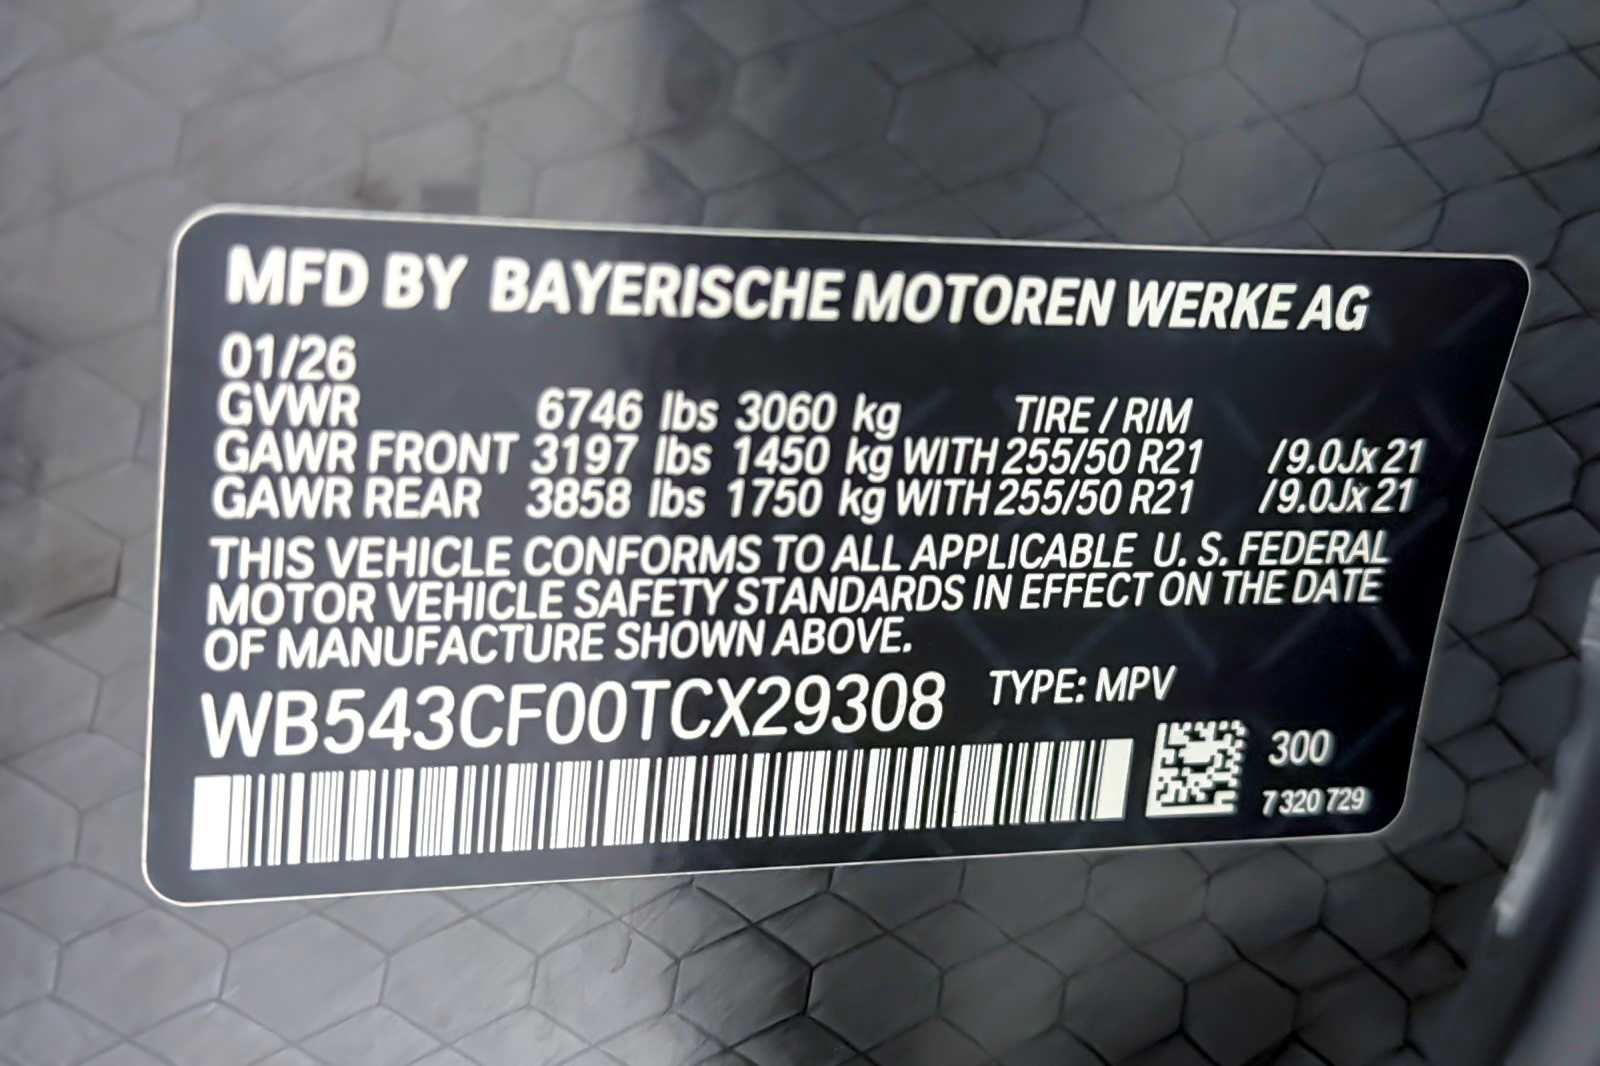 MFD BY BAYERISCHE MOTOREN WERKE AG
01/26
GVWR 6746 lbs 3060 kg TIRE / RIM
GAWR FRONT 3197 lbs 1450 kg WITH 255/50 R21 /9.0Jx21
GAWR REAR 3858 lbs 1750 kg WITH 255/50 R21 /9.0Jx21
THIS VEHICLE CONFORMS TO ALL APPLICABLE U. S. FEDERAL
MOTOR VEHICLE SAFETY STANDARDS IN EFFECT ON THE DATE
OF MANUFACTURE SHOWN ABOVE.
WB543CF00TCX29308 TYPE: MPV
300
7 320 729